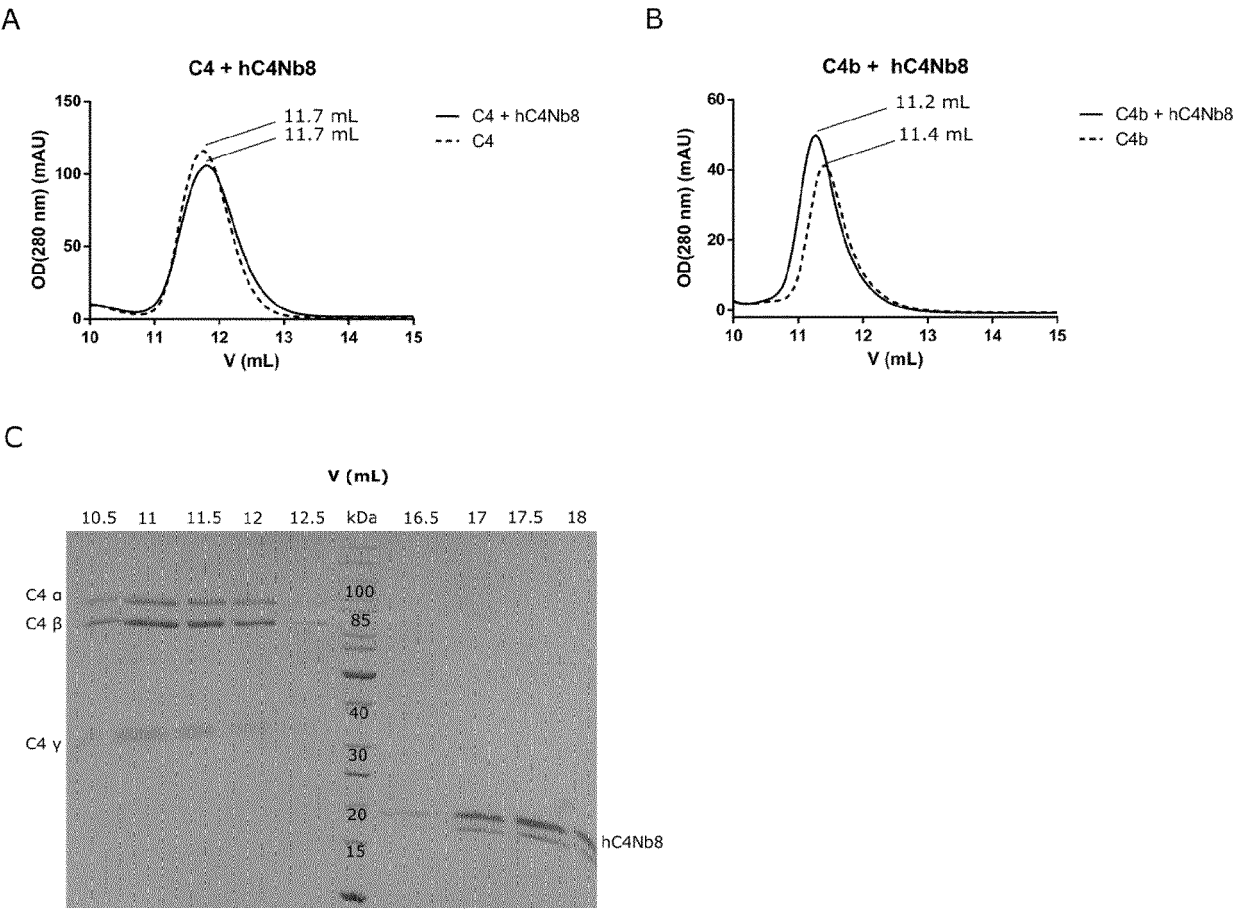 A
C4 + hC4Nb8
150
100
50
0
OD(280 nm) (mAU)
11.7 mL
11.7 mL
C4 + hC4Nb8
C4
10 11 12 13 14 15
V (mL)
B
C4b + hC4Nb8
60
40
20
0
OD(280 nm) (mAU)
11.2 mL
11.4 mL
C4b + hC4Nb8
C4b
10 11 12 13 14 15
V (mL)
C
V (mL)
10.5 11 11.5 12 12.5 kDa 16.5 17 17.5 18
C4 α
C4 β
C4 γ
100
85
40
30
20
15
hC4Nb8